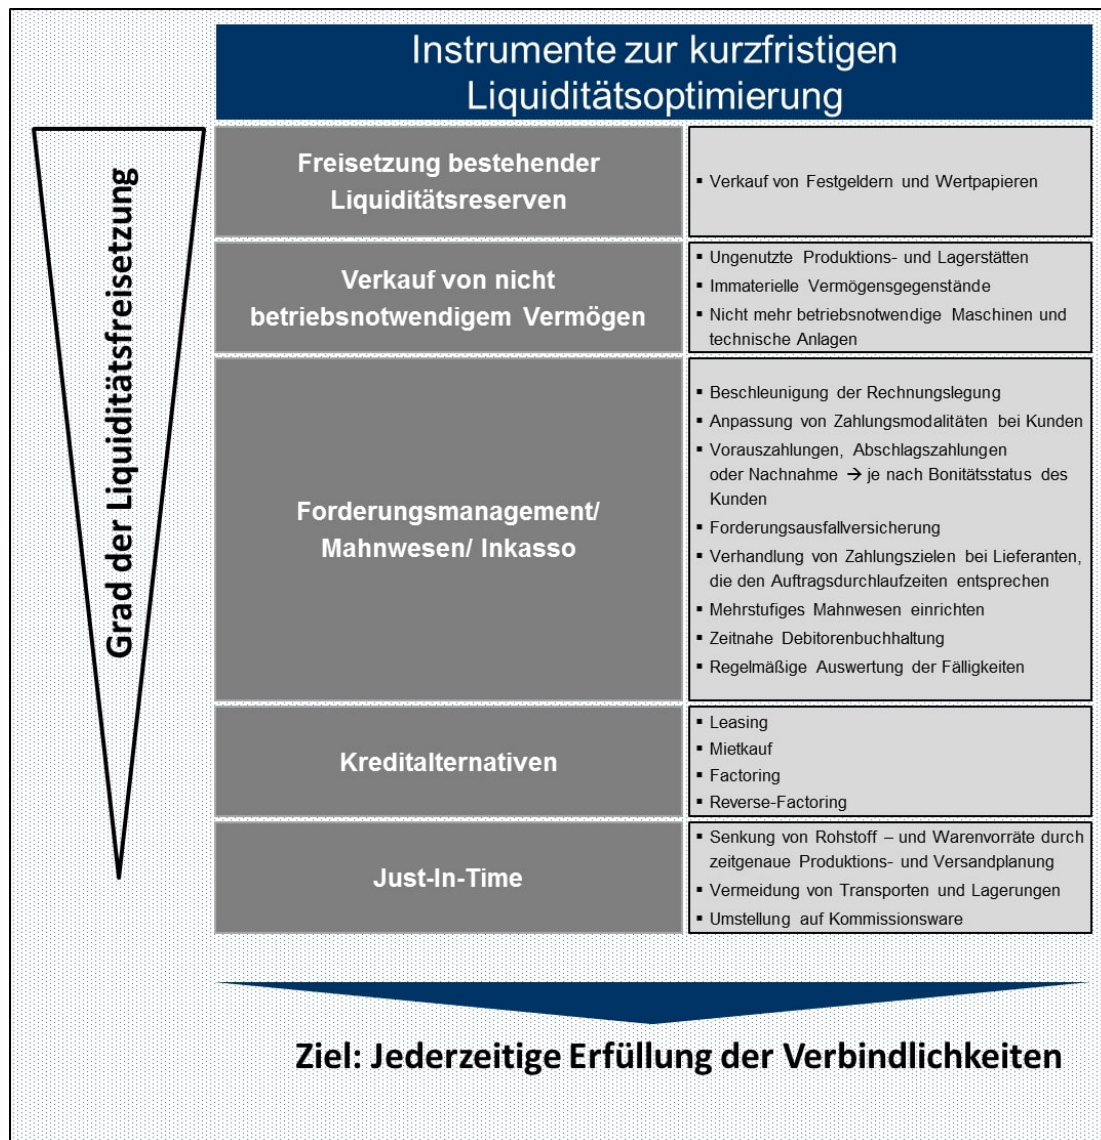 Instrumente zur kurzfristigen
Liquiditätsoptimierung
Grad der Liquiditätsfreisetzung
Freisetzung bestehender
Liquiditätsreserven
▪ Verkauf von Festgeldern und Wertpapieren
Verkauf von nicht
betriebsnotwendigem Vermögen
▪ Ungenutzte Produktions- und Lagerstätten
▪ Immaterielle Vermögensgegenstände
▪ Nicht mehr betriebsnotwendige Maschinen und
technische Anlagen
Forderungsmanagement/
Mahnwesen/ Inkasso
▪ Beschleunigung der Rechnungslegung
▪ Anpassung von Zahlungsmodalitäten bei Kunden
▪ Vorauszahlungen, Abschlagszahlungen
oder Nachnahme → je nach Bonitätsstatus des
Kunden
▪ Forderungsausfallversicherung
▪ Verhandlung von Zahlungszielen bei Lieferanten,
die den Auftragsdurchlaufzeiten entsprechen
▪ Mehrstufiges Mahnwesen einrichten
▪ Zeitnahe Debitorenbuchhaltung
▪ Regelmäßige Auswertung der Fälligkeiten
Kreditalternativen
▪ Leasing
▪ Mietkauf
▪ Factoring
▪ Reverse-Factoring
Just-In-Time
▪ Senkung von Rohstoff – und Warenvorräte durch
zeitgenaue Produktions- und Versandplanung
▪ Vermeidung von Transporten und Lagerungen
▪ Umstellung auf Kommissionsware
Ziel: Jederzeitige Erfüllung der Verbindlichkeiten